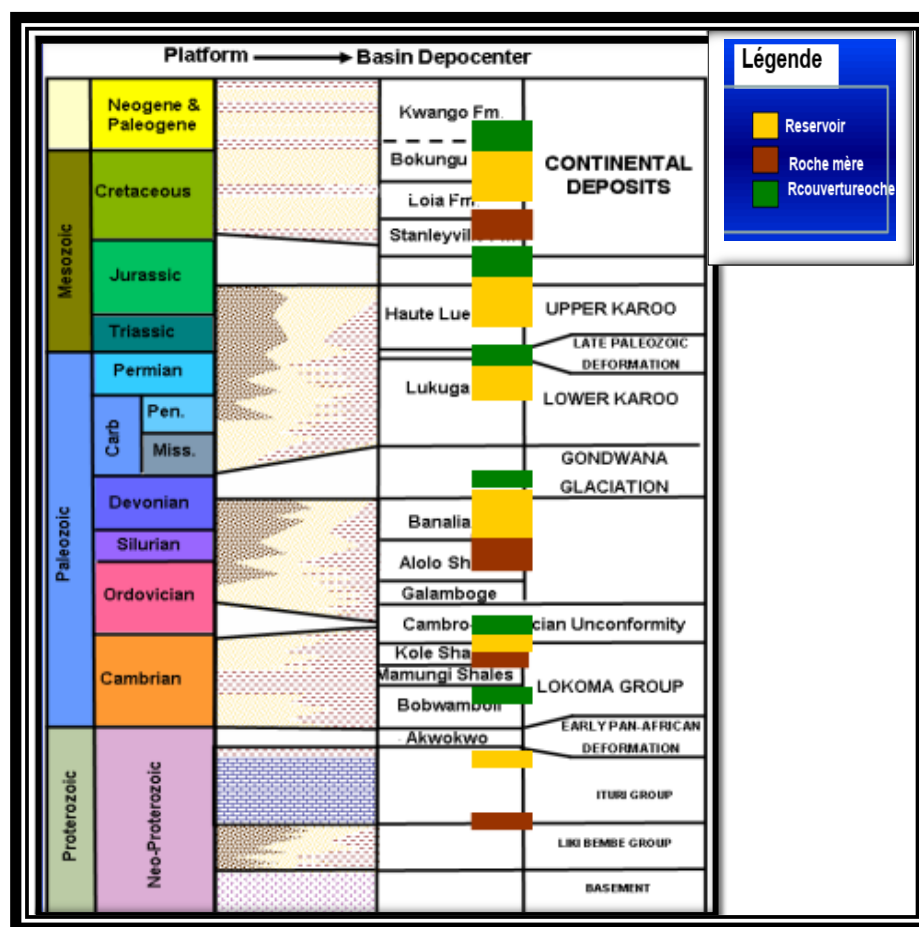 Platform
Basin Depocenter
Légende
Reservoir
Roche mère
Rcouvertureoche
Mesozoic
Paleozoic
Proterozoic
Neogene &
Paleogene
Cretaceous
Jurassic
Triassic
Permian
Carb
Pen.
Miss.
Devonian
Silurian
Ordovician
Cambrian
Neo-Proterozoic
Kwango Fm.
Bokungu
Loia Fm.
Stanleyvill
Haute Lue
Lukuga
Banalia
Alolo Sh
Galamboge
Cambro- cian Unconformity
Kole Sha
Mamungi Shales
Bobwamboli
Akwokwo
CONTINENTAL
DEPOSITS
UPPER KAROO
LATE PALEOZOIC
DEFORMATION
LOWER KAROO
GONDWANA
GLACIATION
LOKOMA GROUP
EARLY PAN-AFRICAN
DEFORMATION
ITURI GROUP
LIKI BEMBE GROUP
BASEMENT